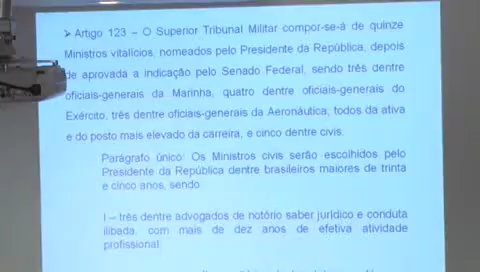 ➢ Artigo 123 – O Superior Tribunal Militar compor-se-á de quinze
Ministros vitalícios, nomeados pelo Presidente da República, depois
de aprovada a indicação pelo Senado Federal, sendo três dentre
oficiais-generais da Marinha, quatro dentre oficiais-generais do
Exército, três dentre oficiais-generais da Aeronáutica, todos da ativa
e do posto mais elevado da carreira, e cinco dentre civis.
Parágrafo único: Os Ministros civis serão escolhidos pelo
Presidente da República dentre brasileiros maiores de trinta
e cinco anos, sendo
I – três dentre advogados de notório saber jurídico e conduta
ilibada, com mais de dez anos de efetiva atividade
profissional